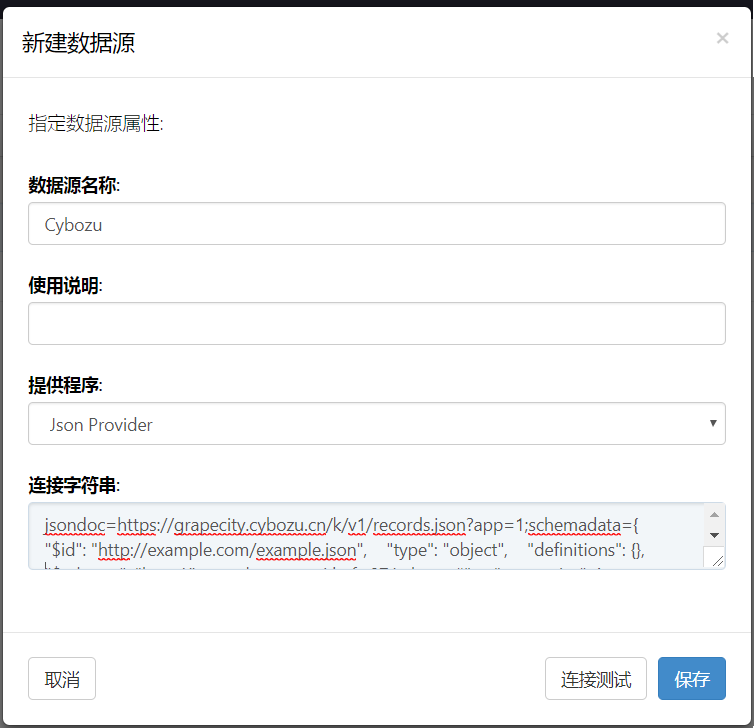 新建数据源
×
指定数据源属性:
数据源名称:
Cybozu
使用说明:
提供程序:
Json Provider
连接字符串:
jsondoc=https://grapecity.cybozu.cn/k/v1/records.json?app=1;schemadata={
"$id": "http://example.com/example.json", "type": "object", "definitions": {},
取消
连接测试
保存